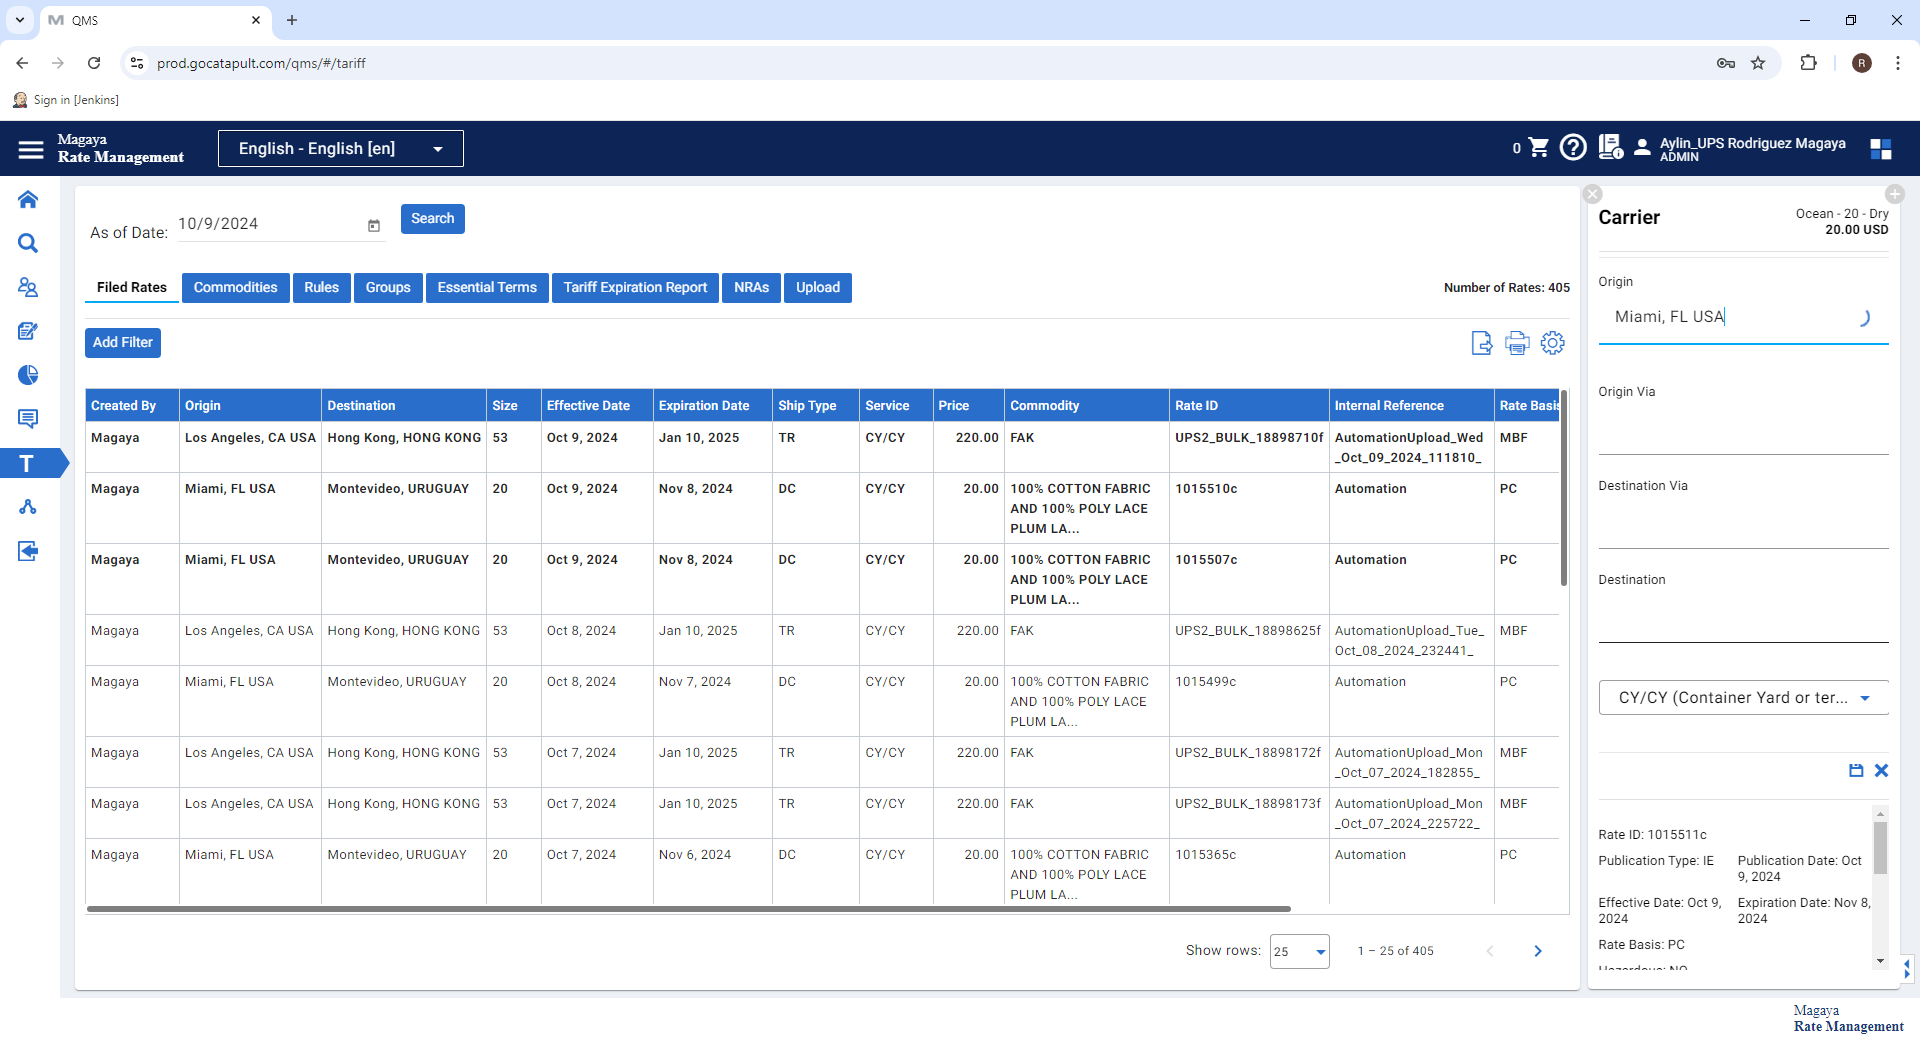 QMS
prod.gocatapult.com/qms/#/tariff
R
Sign in [Jenkins]
Magaya
Rate Management
English - English [en]
0
Aylin_UPS Rodriguez Magaya
ADMIN
As of Date:
10/9/2024
Search
Filed Rates
Commodities
Rules
Groups
Essential Terms
Tariff Expiration Report
NRAs
Upload
Number of Rates: 405
Add Filter
Created By Origin Destination Size Effective Date Expiration Date Ship Type Service Price Commodity Rate ID Internal Reference Rate Basis
Magaya Los Angeles, CA USA Hong Kong, HONG KONG 53 Oct 9, 2024 Jan 10, 2025 TR CY/CY 220.00 FAK UPS2_BULK_18898710f AutomationUpload_Wed MBF
_Oct_09_2024_111810_
Magaya Miami, FL USA Montevideo, URUGUAY 20 Oct 9, 2024 Nov 8, 2024 DC CY/CY 20.00 100% COTTON FABRIC 1015510c Automation PC
AND 100% POLY LACE
PLUM LA...
Magaya Miami, FL USA Montevideo, URUGUAY 20 Oct 9, 2024 Nov 8, 2024 DC CY/CY 20.00 100% COTTON FABRIC 1015507c Automation PC
AND 100% POLY LACE
PLUM LA...
Magaya Los Angeles, CA USA Hong Kong, HONG KONG 53 Oct 8, 2024 Jan 10, 2025 TR CY/CY 220.00 FAK UPS2_BULK_18898625f AutomationUpload_Tue_ MBF
Oct_08_2024_232441_
Magaya Miami, FL USA Montevideo, URUGUAY 20 Oct 8, 2024 Nov 7, 2024 DC CY/CY 20.00 100% COTTON FABRIC 1015499c Automation PC
AND 100% POLY LACE
PLUM LA...
Magaya Los Angeles, CA USA Hong Kong, HONG KONG 53 Oct 7, 2024 Jan 10, 2025 TR CY/CY 220.00 FAK UPS2_BULK_18898172f AutomationUpload_Mon MBF
_Oct_07_2024_182855_
Magaya Los Angeles, CA USA Hong Kong, HONG KONG 53 Oct 7, 2024 Jan 10, 2025 TR CY/CY 220.00 FAK UPS2_BULK_18898173f AutomationUpload_Mon MBF
_Oct_07_2024_225722_
Magaya Miami, FL USA Montevideo, URUGUAY 20 Oct 7, 2024 Nov 6, 2024 DC CY/CY 20.00 100% COTTON FABRIC 1015365c Automation PC
AND 100% POLY LACE
PLUM LA...
Show rows:
25
1 – 25 of 405
T
Carrier
Ocean - 20 - Dry
20.00 USD
Origin
Miami, FL USA
Origin Via
Destination Via
Destination
CY/CY (Container Yard or ter...
Rate ID: 1015511c
Publication Type: IE
Publication Date: Oct
9, 2024
Effective Date: Oct 9,
2024
Expiration Date: Nov 8,
2024
Rate Basis: PC
Hazardous: NO
Magaya
Rate Management